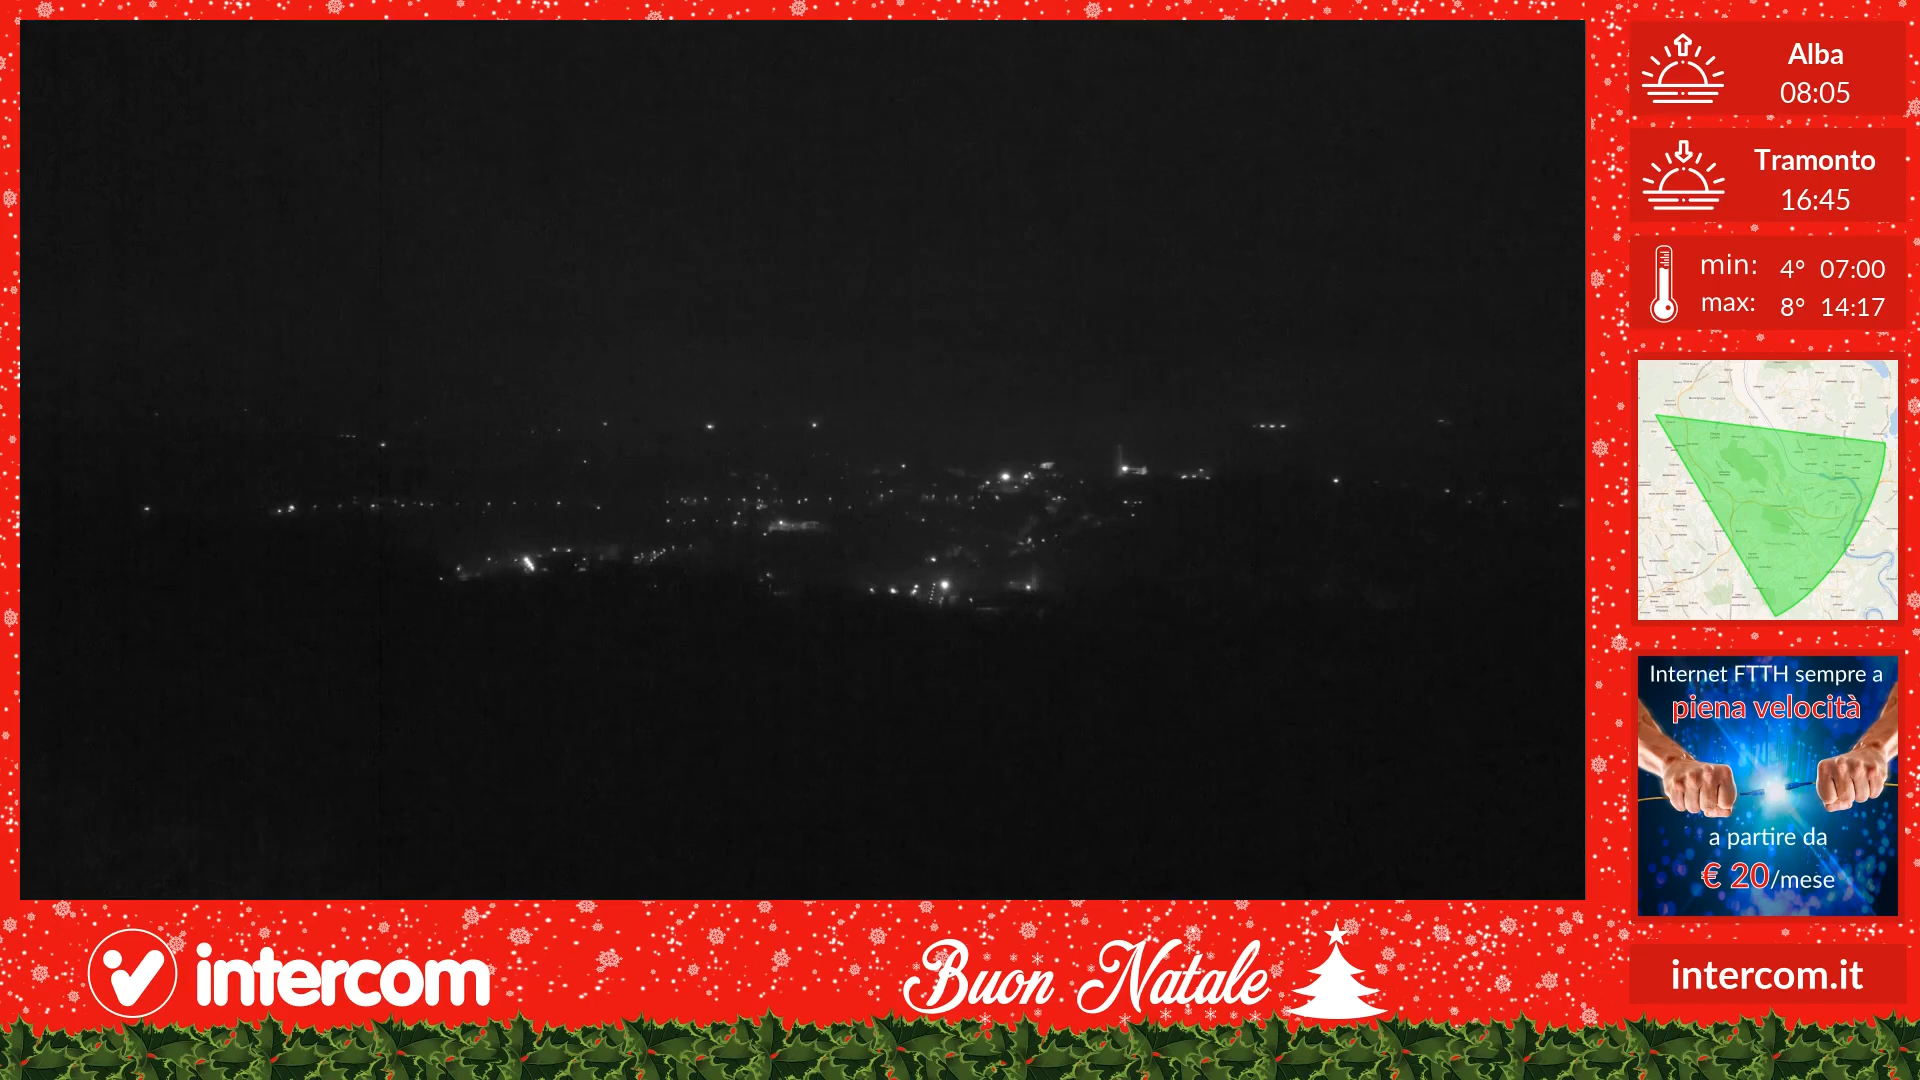 Alba
08:05
Tramonto
16:45
min: 4° 07:00
max: 8° 14:17
Internet FTTH sempre a
piena velocità
a partire da
€ 20/mese
intercom
Buon Natale
intercom.it